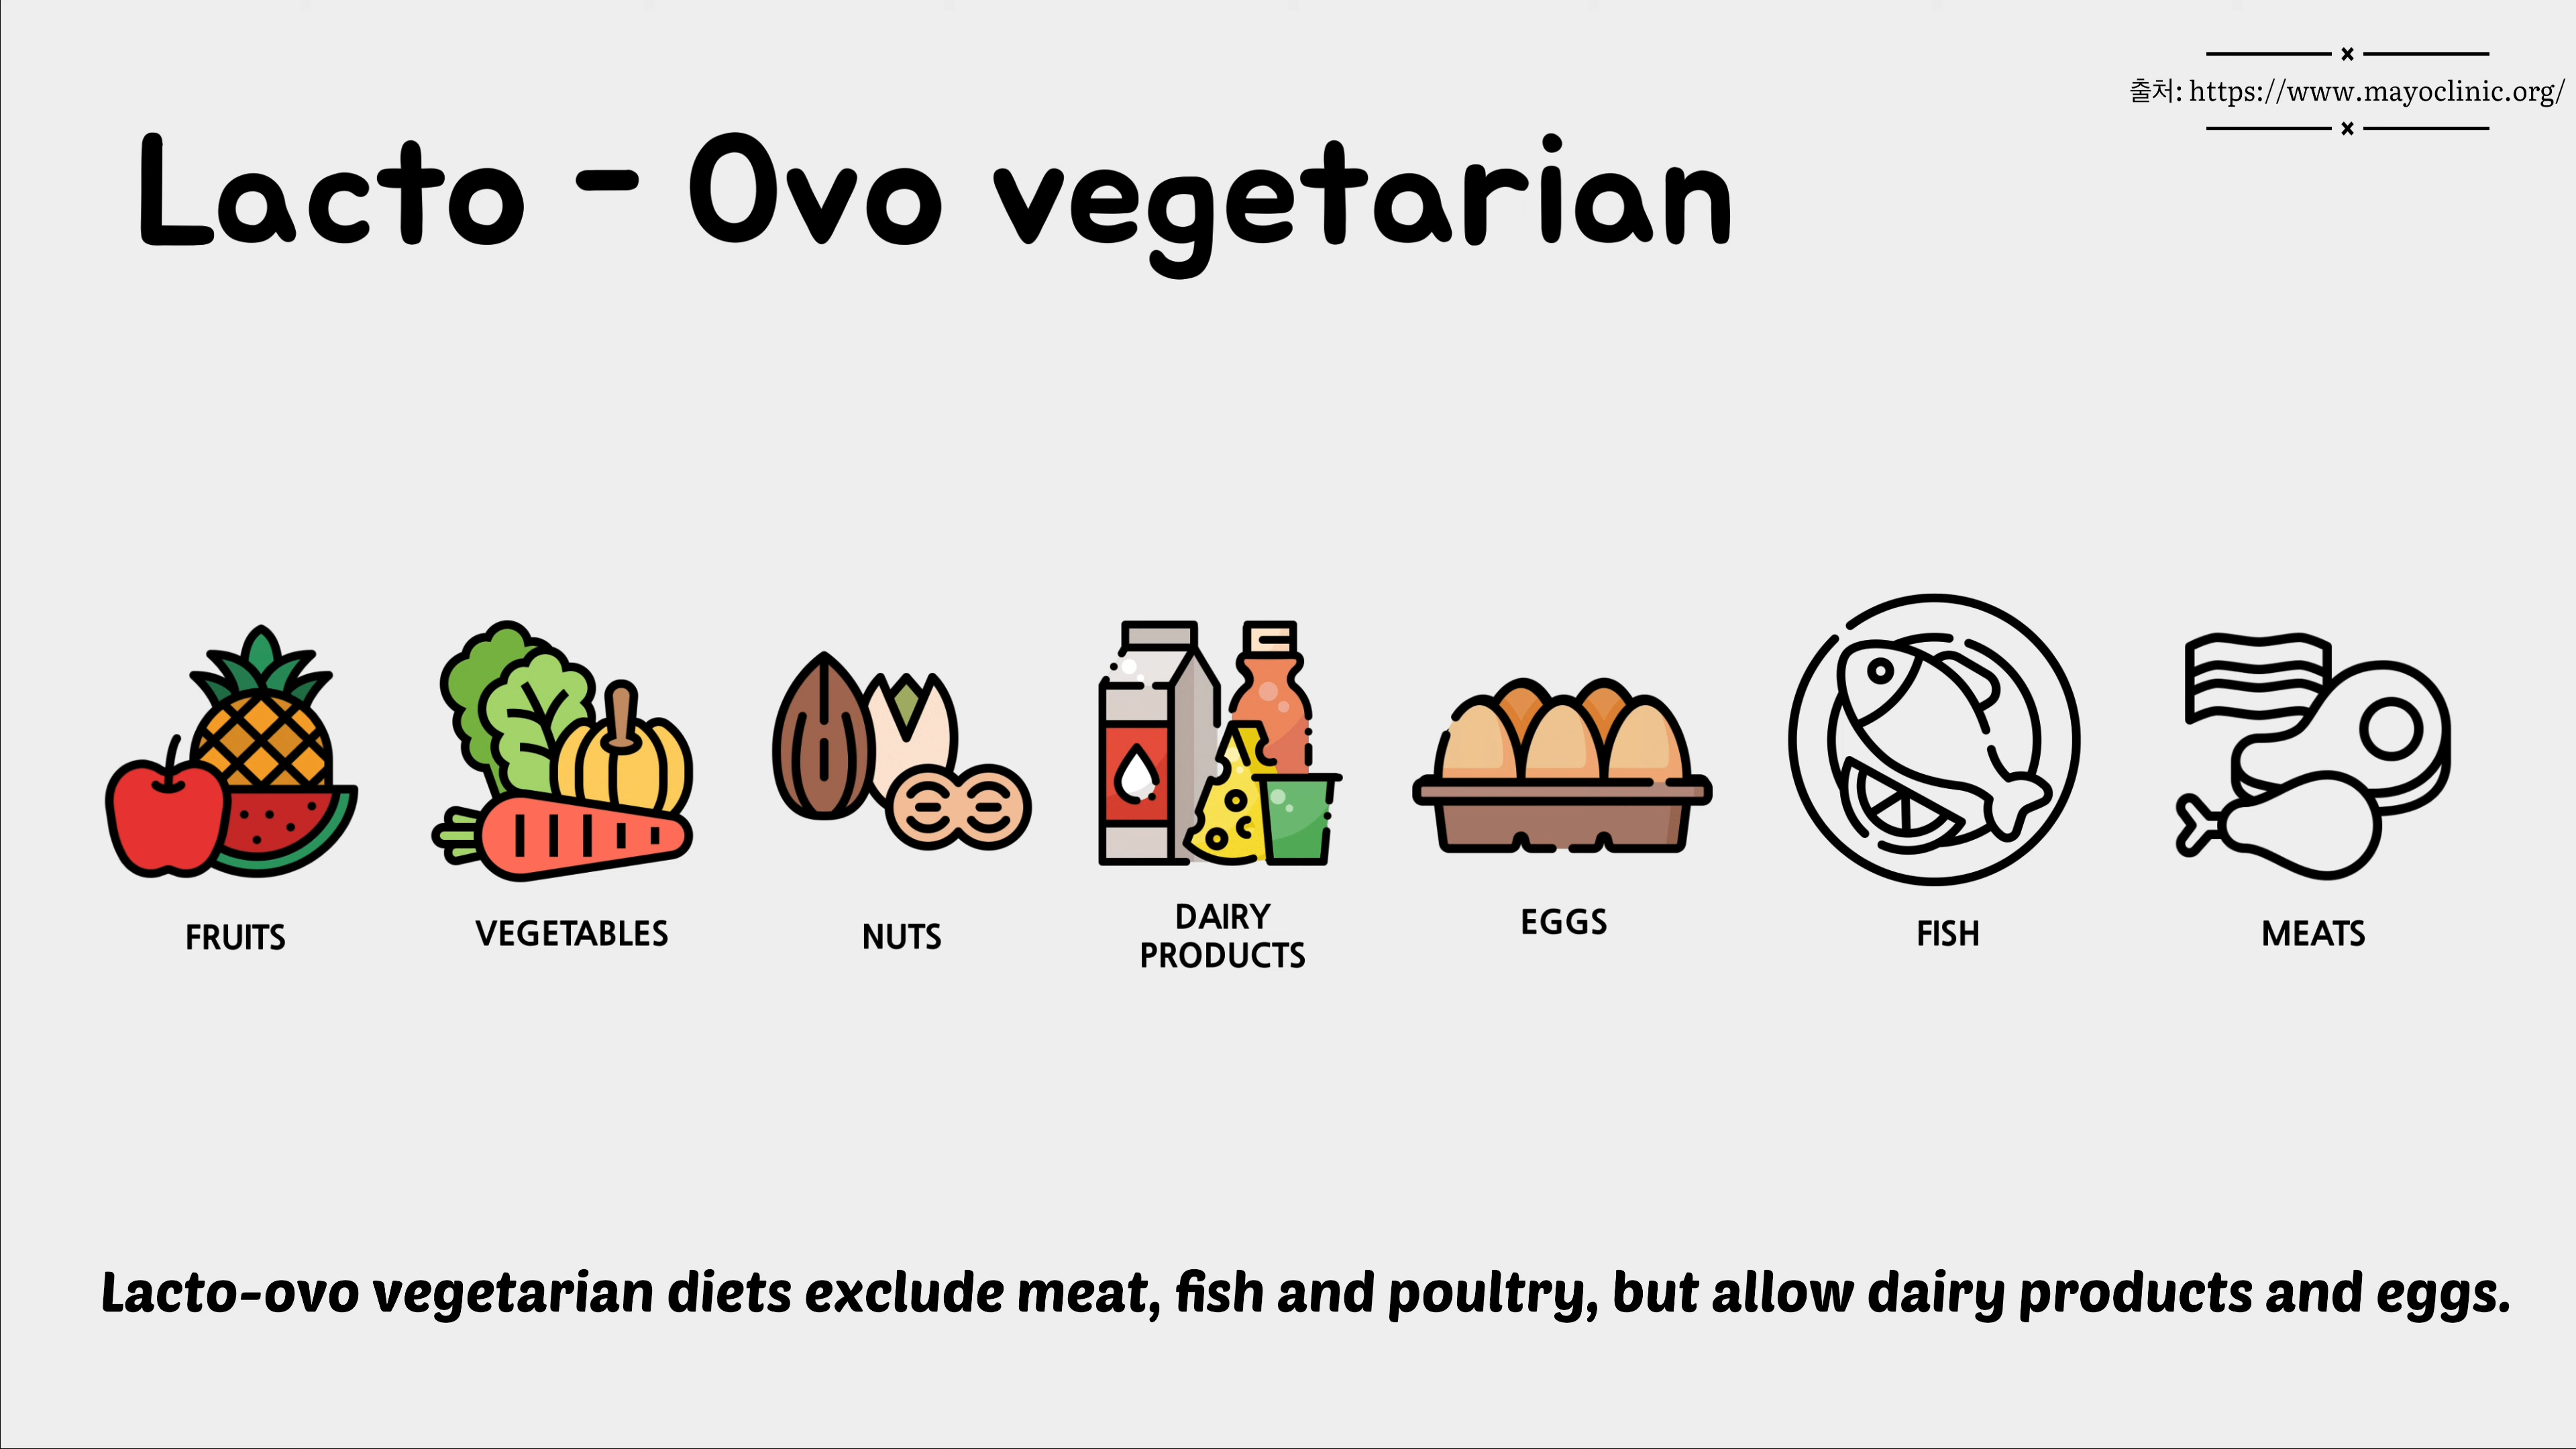 출처: https://www.mayoclinic.org/
Lacto - Ovo vegetarian
FRUITS
VEGETABLES
NUTS
DAIRY
PRODUCTS
EGGS
FISH
MEATS
Lacto-ovo vegetarian diets exclude meat, fish and poultry, but allow dairy products and eggs.